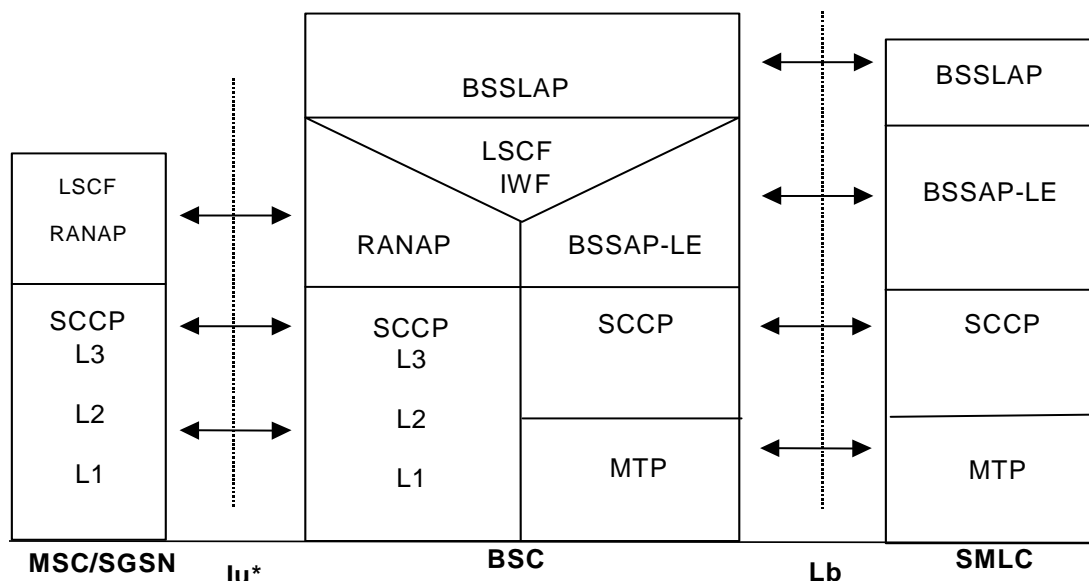 BSSLAP
LSCF
IWF
RANAP
BSSAP-LE
SCCP
L3
L2
L1
SCCP
MTP
LSCF
RANAP
SCCP
L3
L2
L1
BSSLAP
BSSAP-LE
SCCP
MTP
MSC/SGSN
Iu*
BSC
Lb
SMLC